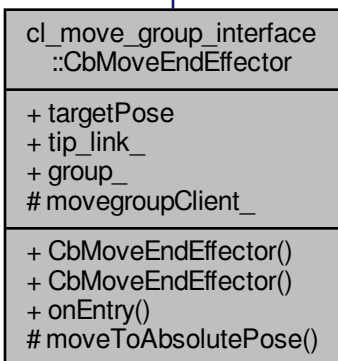 cl_move_group_interface
::CbMoveEndEffector
+ targetPose
+ tip_link_
+ group_
# movegroupClient_
+ CbMoveEndEffector()
+ CbMoveEndEffector()
+ onEntry()
# moveToAbsolutePose()